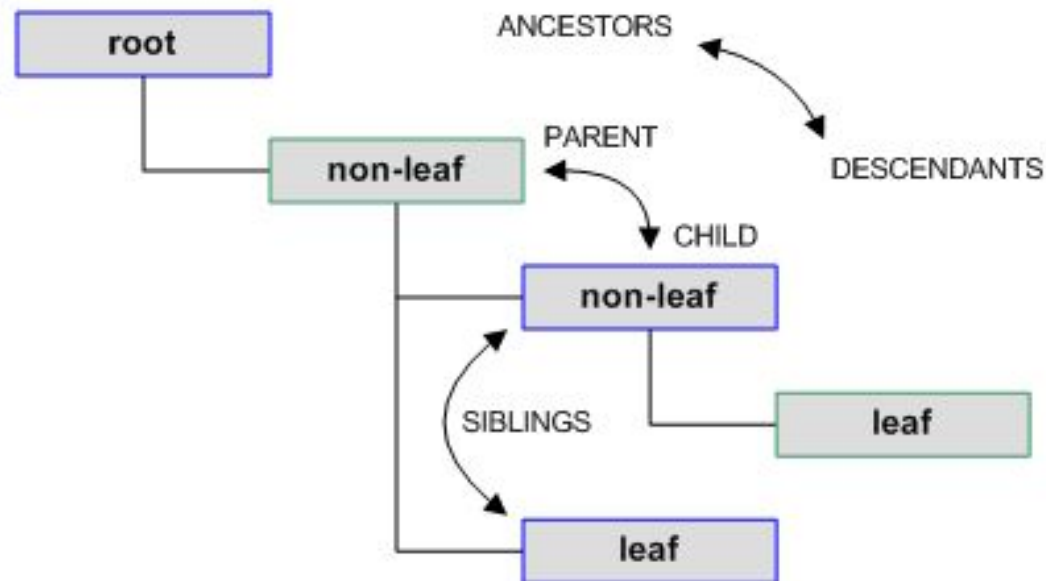 root
ANCESTORS
non-leaf
PARENT
DESCENDANTS
CHILD
non-leaf
SIBLINGS
leaf
leaf